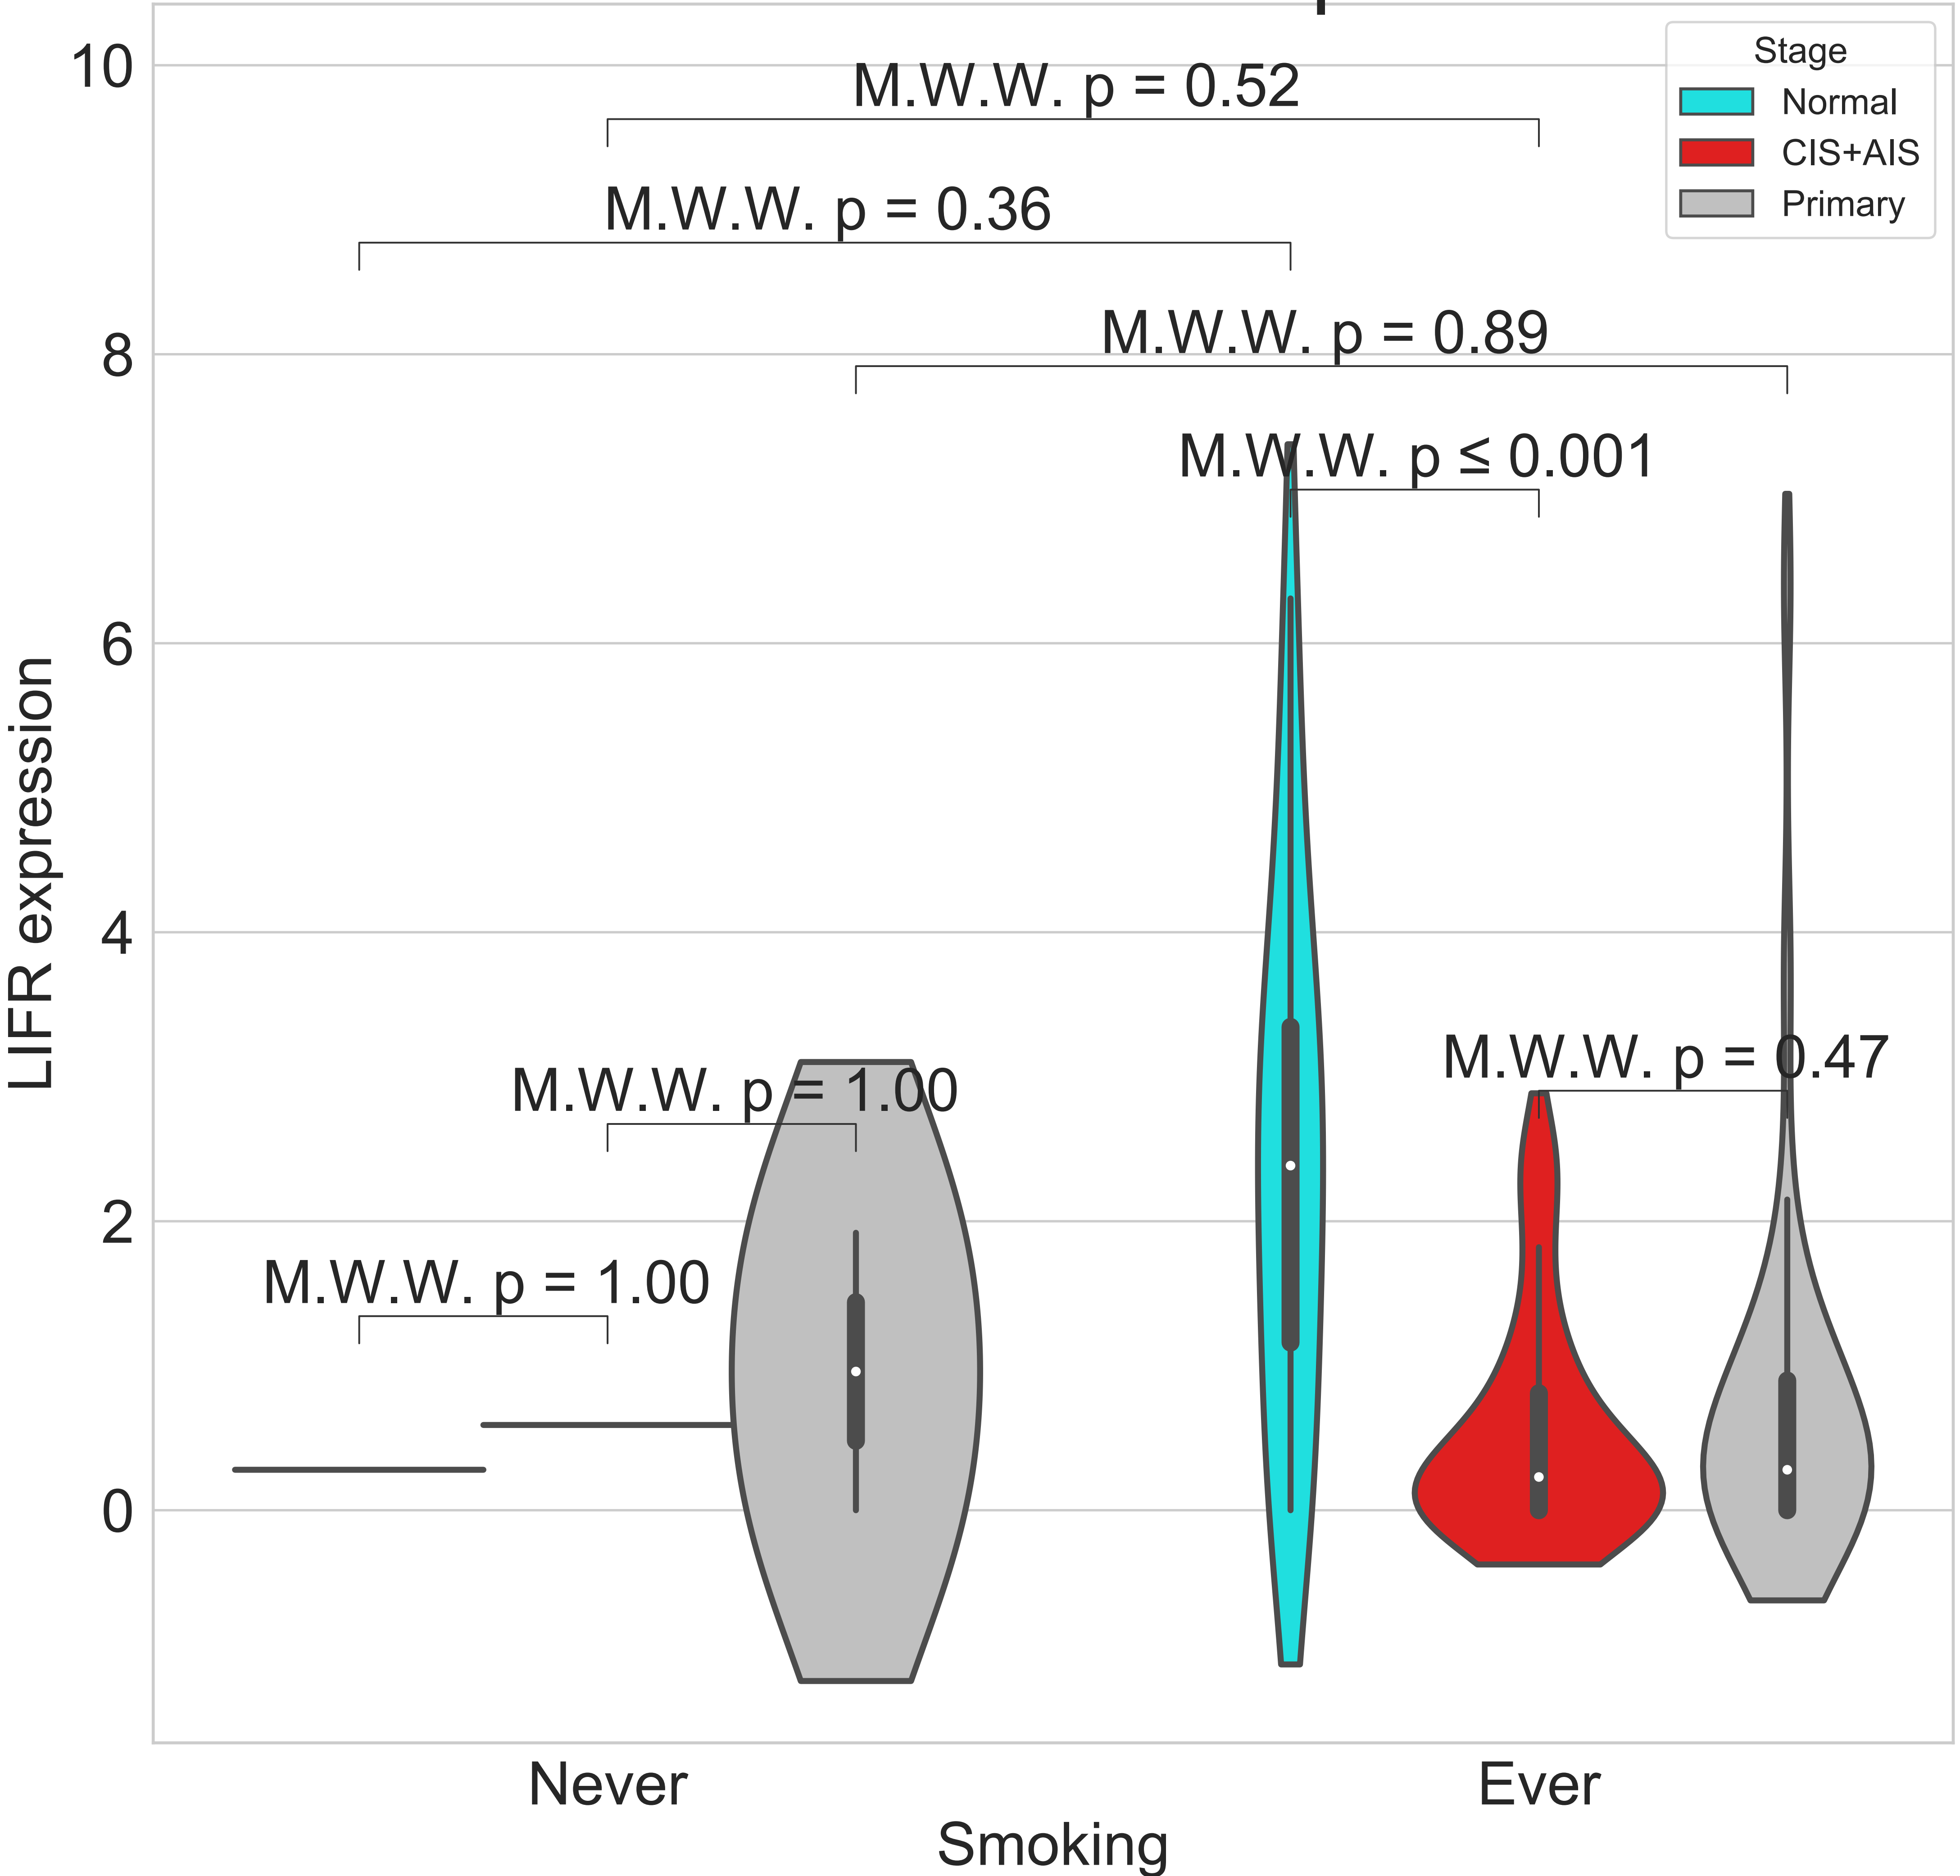 10
8
6
4
2
0
LIFR expression
M.W.W. p = 0.52
M.W.W. p = 0.36
M.W.W. p = 0.89
M.W.W. p ≤ 0.001
M.W.W. p = 0.47
M.W.W. p = 1.00
M.W.W. p = 1.00
Stage
Normal
CIS+AIS
Primary
Never
Ever
Smoking